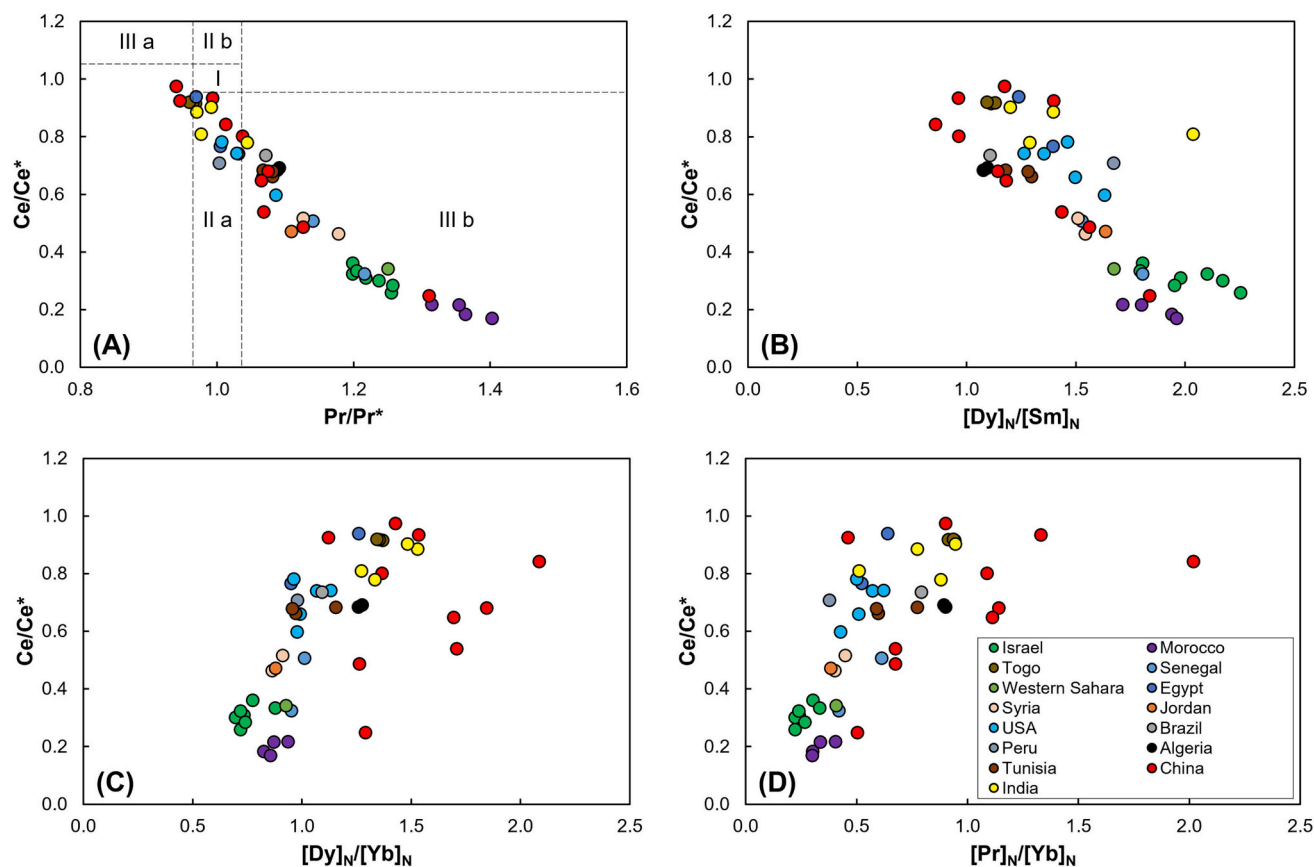 1.2
1.0
0.8
0.6
0.4
0.2
0.0
Ce/Ce*
III a
II b
I
II a
III b
(A)
0.8
1.0
1.2
1.4
1.6
Pr/Pr*
1.2
1.0
0.8
0.6
0.4
0.2
0.0
Ce/Ce*
(B)
0.0
0.5
1.0
1.5
2.0
2.5
[Dy]N/[Sm]N
1.2
1.0
0.8
0.6
0.4
0.2
0.0
Ce/Ce*
(C)
0.0
0.5
1.0
1.5
2.0
2.5
[Dy]N/[Yb]N
1.2
1.0
0.8
0.6
0.4
0.2
0.0
Ce/Ce*
Israel
Morocco
Togo
Senegal
Western Sahara
Egypt
Syria
Jordan
USA
Brazil
Peru
Algeria
Tunisia
China
India
(D)
0.0
0.5
1.0
1.5
2.0
2.5
[Pr]N/[Yb]N